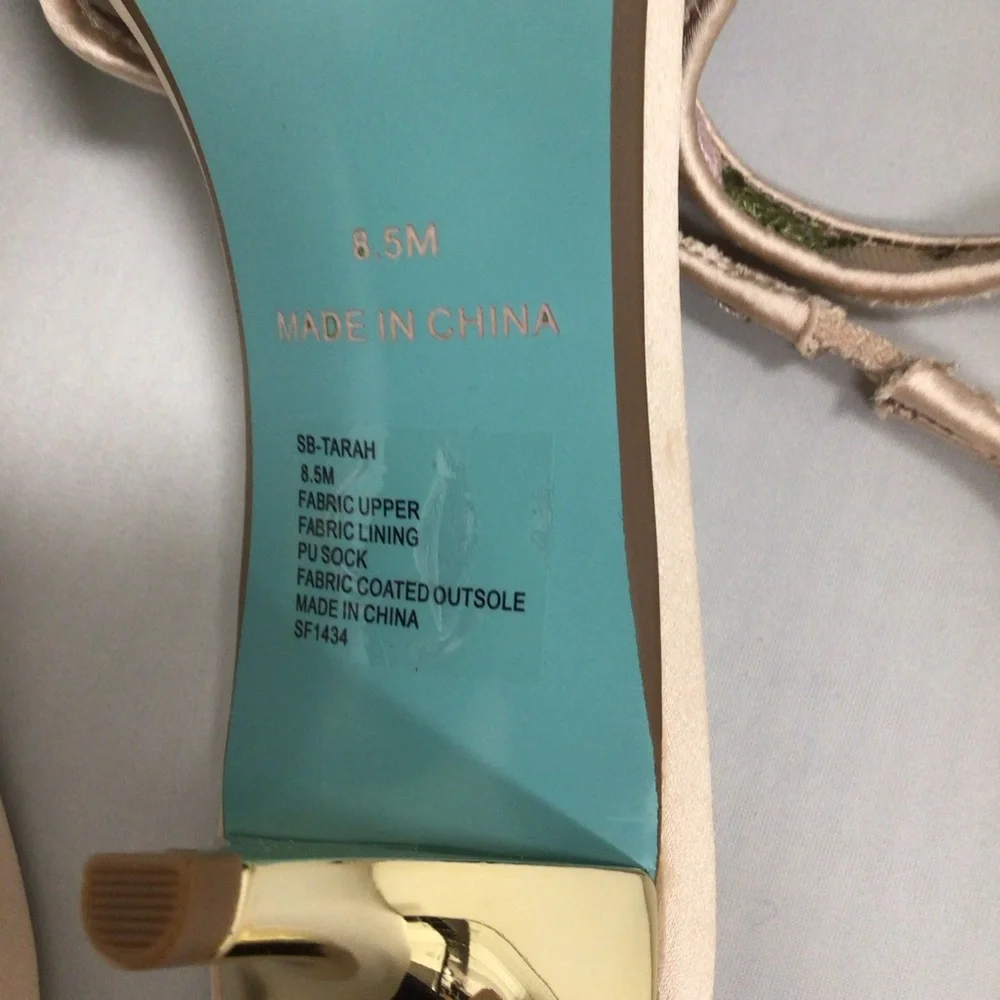 8.5M
MADE IN CHINA
SB-TARAH
8.5M
FABRIC UPPER
FABRIC LINING
PU SOCK
FABRIC COATED OUTSOLE
MADE IN CHINA
SF1434